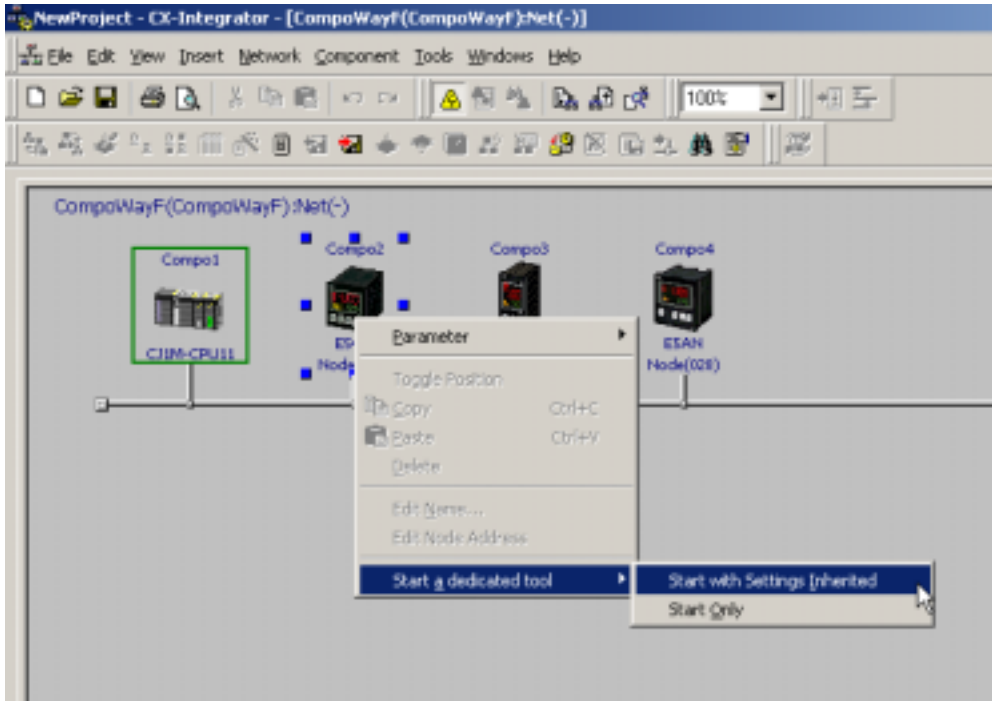 NewProject - CX-Integrator - [CompoWayF(CompoWayF):Net(-)]
File Edit View Insert Network Component Tools Windows Help
100%
CompoWayF(CompoWayF):Net(-)
Compo1
Compo2
Compo3
Compo4
CJ1M-CPU11
Node
E5AN
Node(028)
Parameter
Toggle Position
Copy Ctrl+C
Paste Ctrl+V
Delete
Edit Name...
Edit Node Address
Start a dedicated tool
Start with Settings Inherited
Start Only